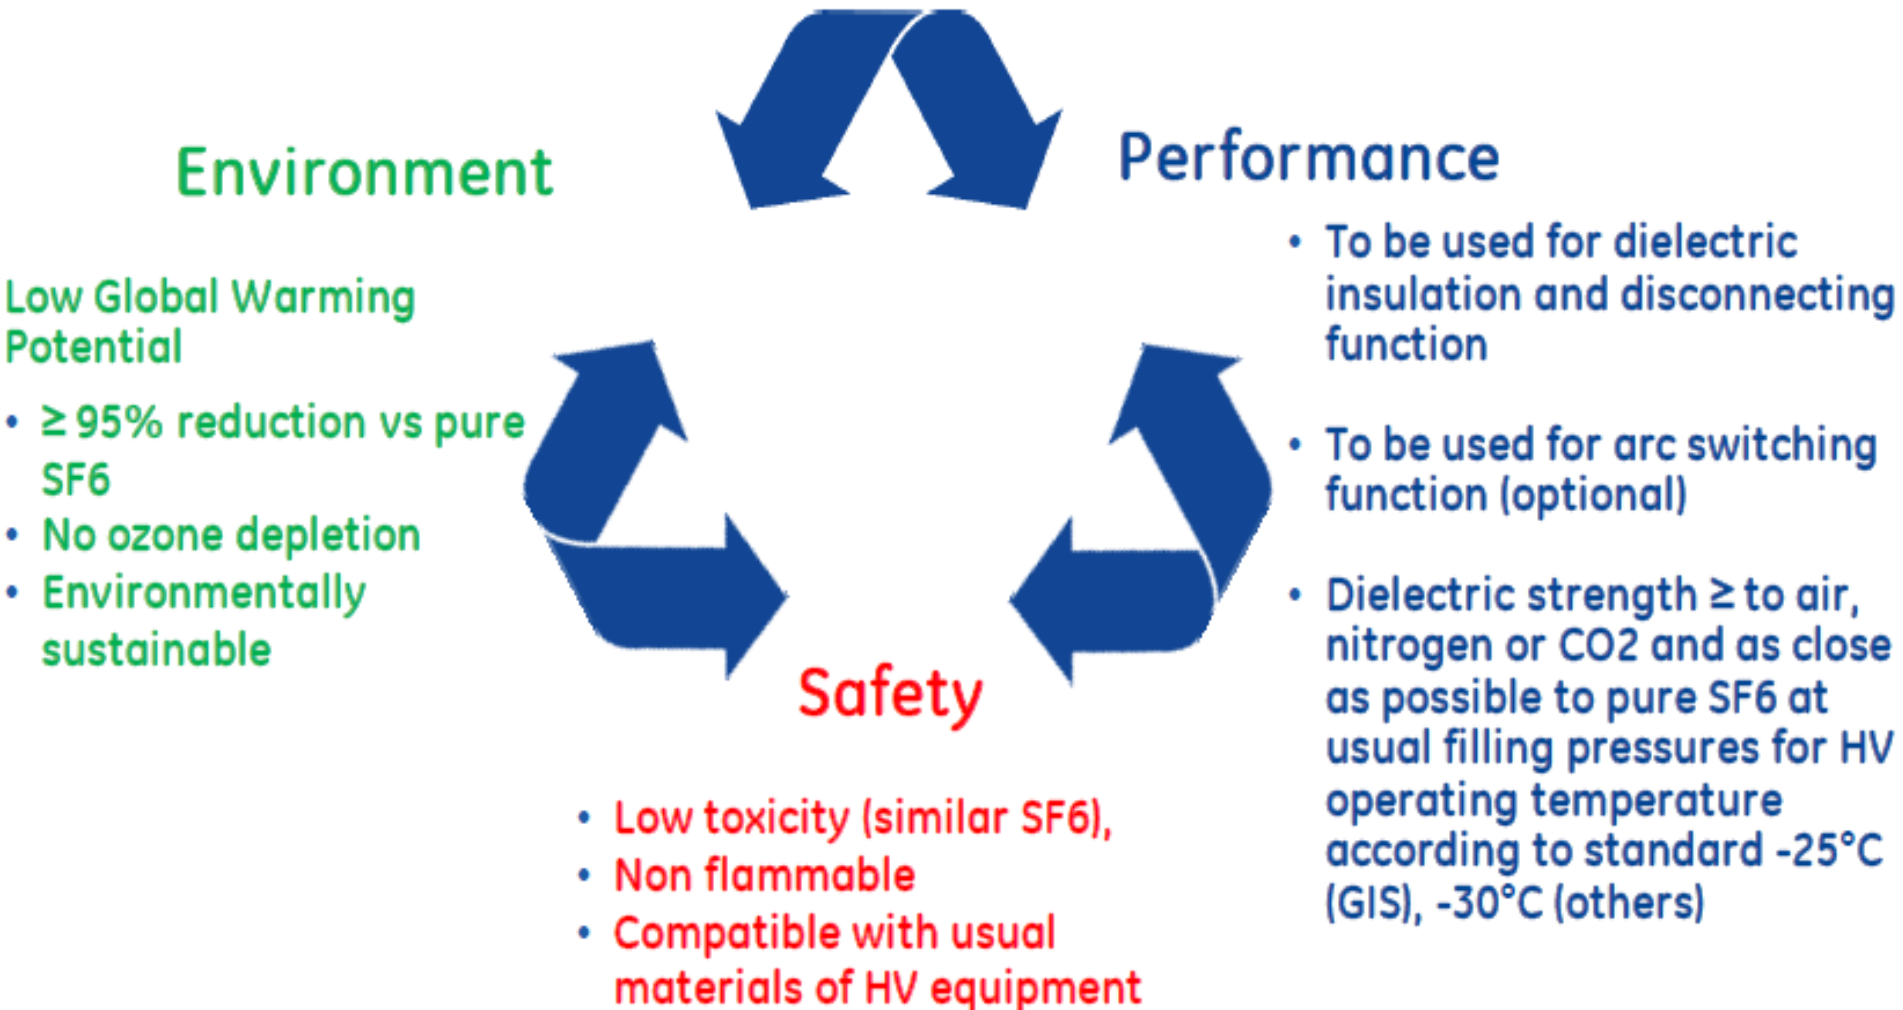 Environment
Low Global Warming
Potential
• ≥ 95% reduction vs pure
SF6
• No ozone depletion
• Environmentally
sustainable
Performance
• To be used for dielectric
insulation and disconnecting
function
• To be used for arc switching
function (optional)
• Dielectric strength ≥ to air,
nitrogen or CO2 and as close
as possible to pure SF6 at
usual filling pressures for HV
operating temperature
according to standard -25°C
(GIS), -30°C (others)
Safety
• Low toxicity (similar SF6),
• Non flammable
• Compatible with usual
materials of HV equipment